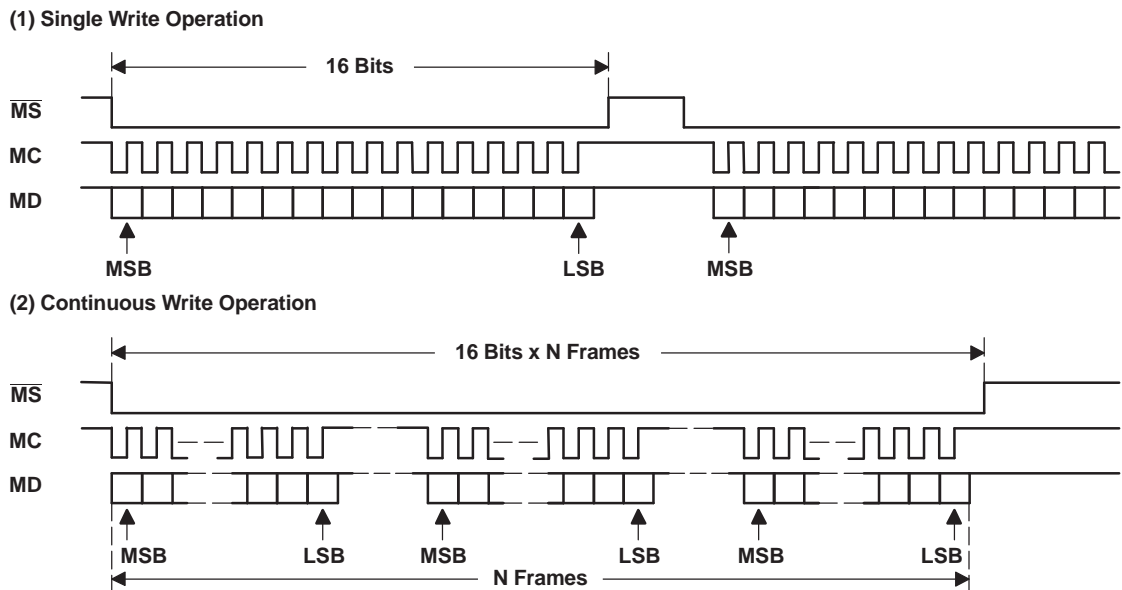 (1) Single Write Operation
16 Bits
MS
MC
MD
MSB LSB MSB
(2) Continuous Write Operation
16 Bits x N Frames
MS
MC
MD
MSB LSB MSB LSB MSB LSB
N Frames